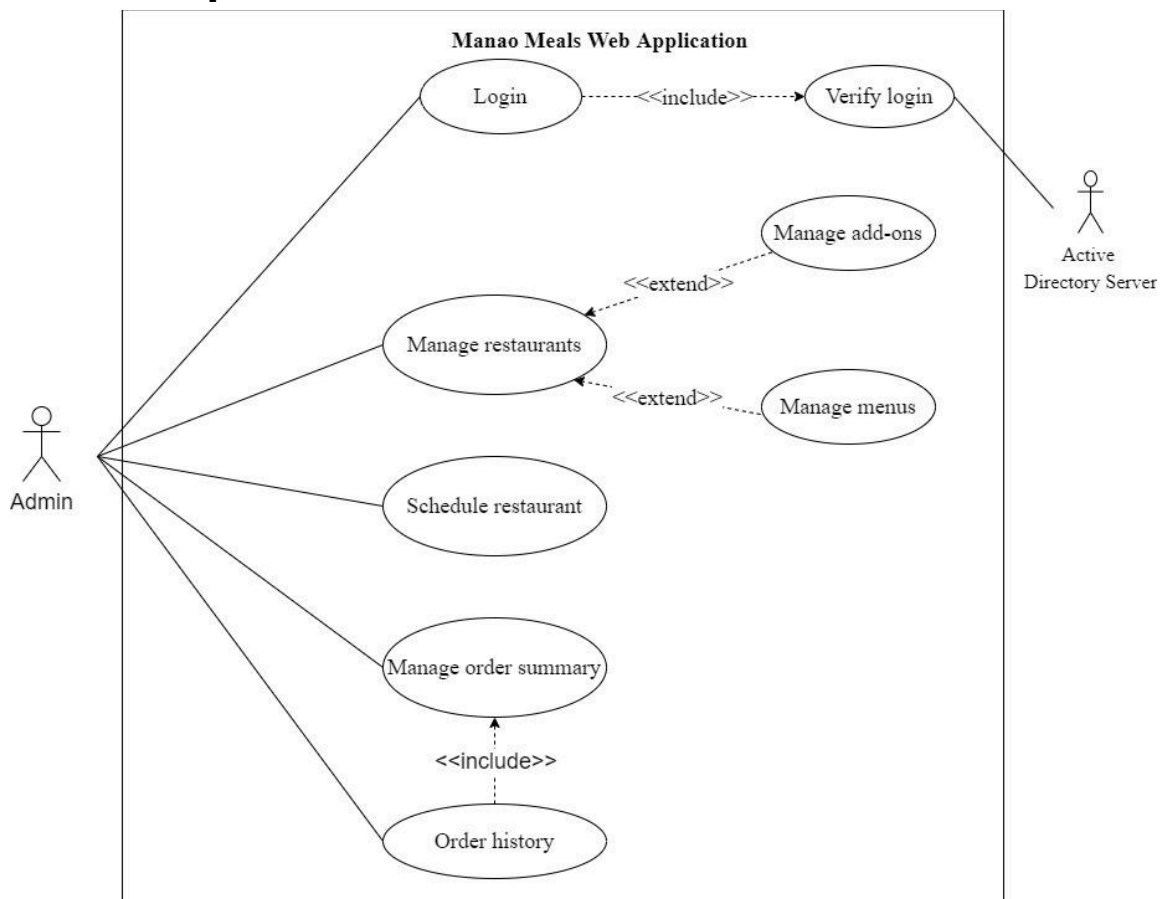 Manao Meals Web Application
Login
<<include>>
Verify login
Manage add-ons
Active
Directory Server
<<extend>>
Manage restaurants
<<extend>>
Manage menus
Admin
Schedule restaurant
Manage order summary
<<include>>
Order history